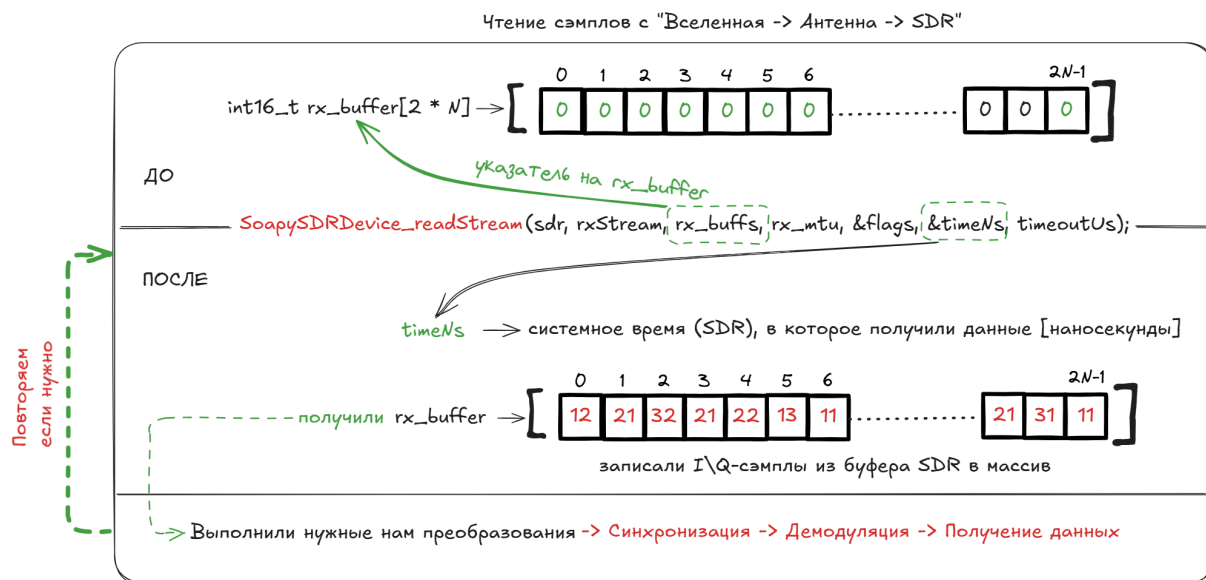 Чтение сэмплов с "Вселенная -> Антенна -> SDR"
0 1 2 3 4 5 6 2N-1
int16_t rx_buffer[2 * N] [ 0 0 0 0 0 0 0 0 0 0 ]
указатель на rx_buffer
ДО
SoapySDRDevice_readStream(sdr, rxStream, rx_buffs, rx_mtu, &flags, &timeNs, timeoutUs);
ПОСЛЕ
timeNs системное время (SDR), в которое получили данные [наносекунды]
0 1 2 3 4 5 6 2N-1
получили rx_buffer [ 12 21 32 21 22 13 11 21 31 11 ]
записали I\Q-сэмплы из буфера SDR в массив
Повторяем
если нужно
Выполнили нужные нам преобразования -> Синхронизация -> Демодуляция -> Получение данных